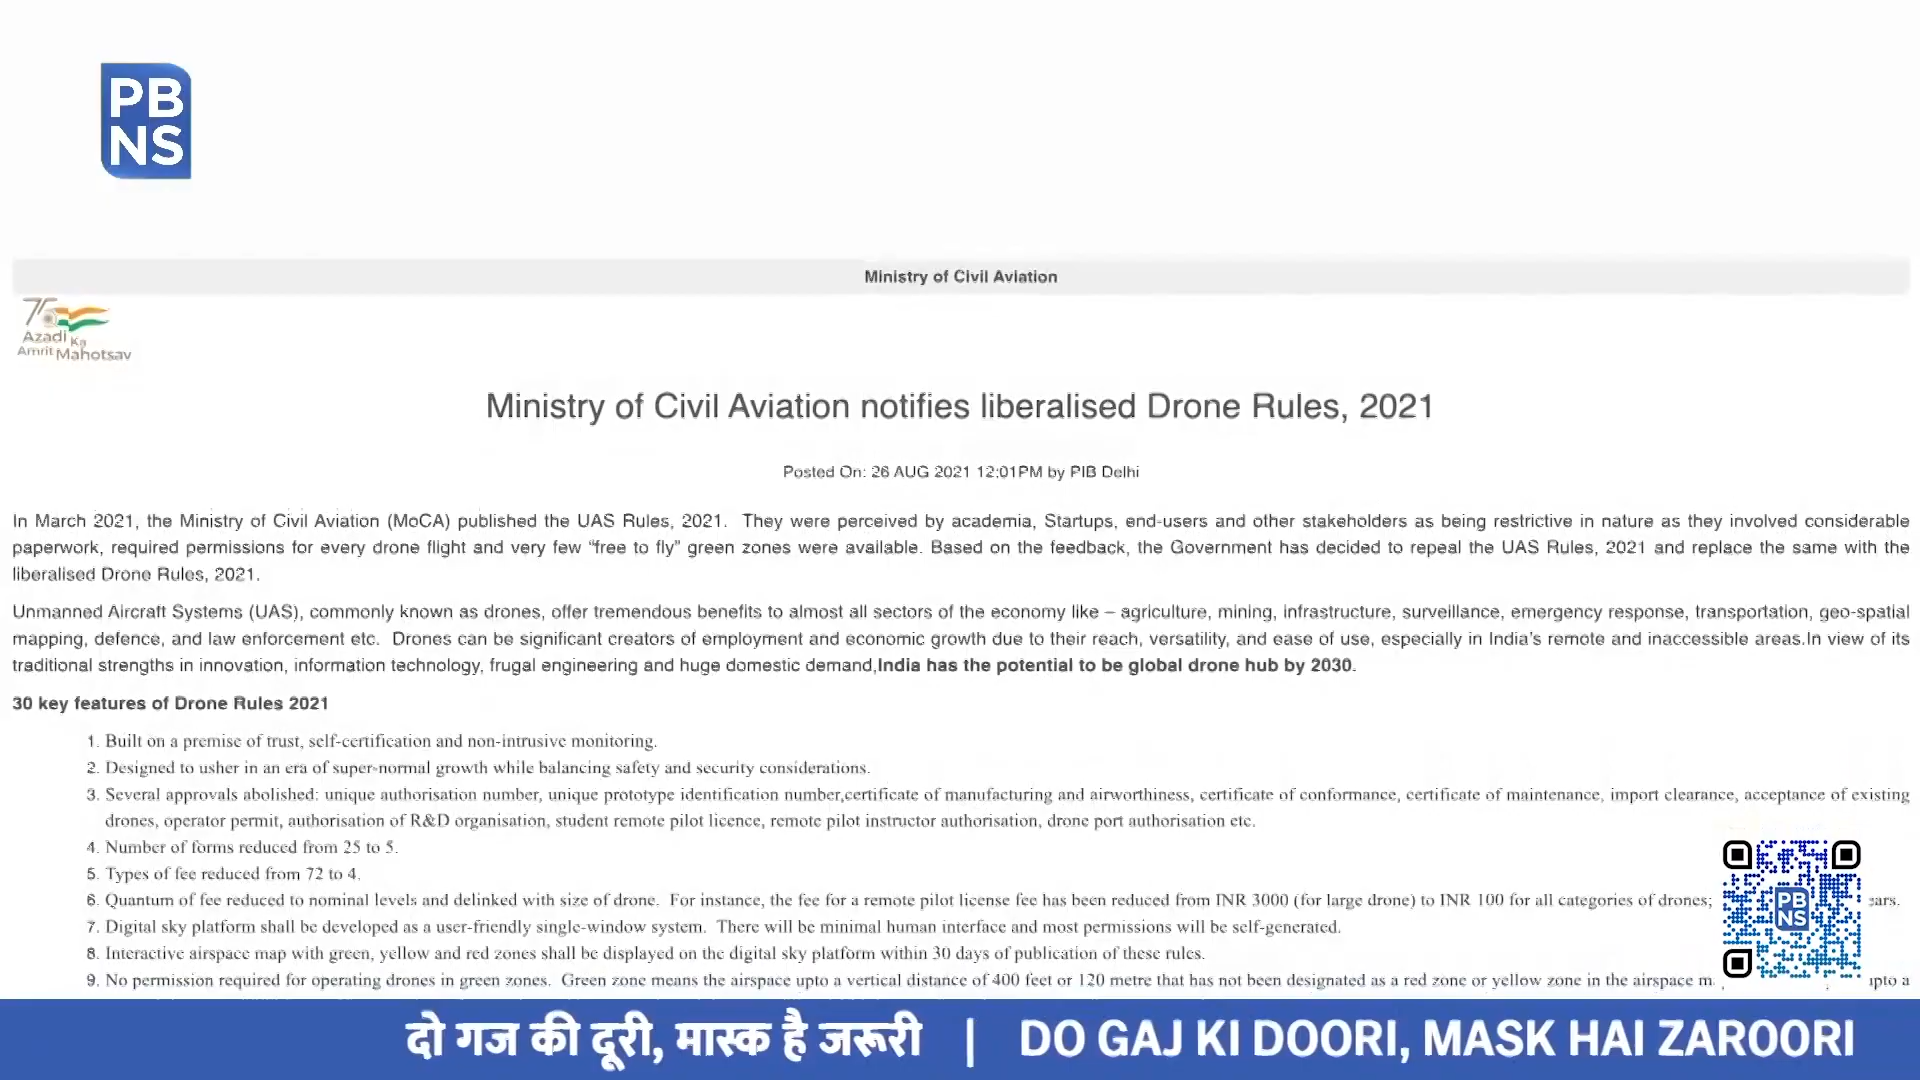 PB
NS
Ministry of Civil Aviation
75
Azadi Ka
Amrit Mahotsav
Ministry of Civil Aviation notifies liberalised Drone Rules, 2021
Posted On: 26 AUG 2021 12:01PM by PIB Delhi
In March 2021, the Ministry of Civil Aviation (MoCA) published the UAS Rules, 2021. They were perceived by academia, Startups, end-users and other stakeholders as being restrictive in nature as they involved considerable
paperwork, required permissions for every drone flight and very few “free to fly” green zones were available. Based on the feedback, the Government has decided to repeal the UAS Rules, 2021 and replace the same with the
liberalised Drone Rules, 2021.
Unmanned Aircraft Systems (UAS), commonly known as drones, offer tremendous benefits to almost all sectors of the economy like – agriculture, mining, infrastructure, surveillance, emergency response, transportation, geo-spatial
mapping, defence, and law enforcement etc. Drones can be significant creators of employment and economic growth due to their reach, versatility, and ease of use, especially in India’s remote and inaccessible areas.In view of its
traditional strengths in innovation, information technology, frugal engineering and huge domestic demand,India has the potential to be global drone hub by 2030.
30 key features of Drone Rules 2021
1. Built on a premise of trust, self-certification and non-intrusive monitoring.
2. Designed to usher in an era of super-normal growth while balancing safety and security considerations.
3. Several approvals abolished: unique authorisation number, unique prototype identification number,certificate of manufacturing and airworthiness, certificate of conformance, certificate of maintenance, import clearance, acceptance of existing
drones, operator permit, authorisation of R&D organisation, student remote pilot licence, remote pilot instructor authorisation, drone port authorisation etc.
4. Number of forms reduced from 25 to 5.
5. Types of fee reduced from 72 to 4.
6. Quantum of fee reduced to nominal levels and delinked with size of drone. For instance, the fee for a remote pilot license fee has been reduced from INR 3000 (for large drone) to INR 100 for all categories of drones;
7. Digital sky platform shall be developed as a user-friendly single-window system. There will be minimal human interface and most permissions will be self-generated.
8. Interactive airspace map with green, yellow and red zones shall be displayed on the digital sky platform within 30 days of publication of these rules.
9. No permission required for operating drones in green zones. Green zone means the airspace upto a vertical distance of 400 feet or 120 metre that has not been designated as a red zone or yellow zone in the airspace upto a
PB
NS
दो गज की दूरी, मास्क है जरूरी | DO GAJ KI DOORI, MASK HAI ZAROORI